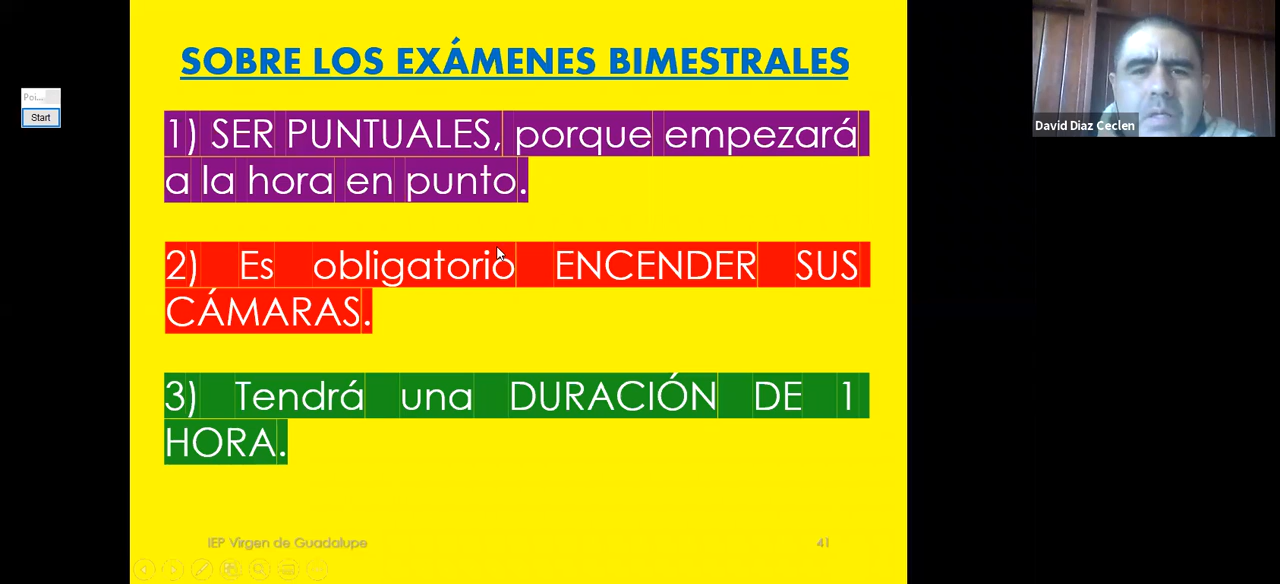 SOBRE LOS EXÁMENES BIMESTRALES
Start
1) SER PUNTUALES, porque empezará
a la hora en punto.
David Diaz Ceclen
2) Es obligatorio ENCENDER SUS
CÁMARAS.
3) Tendrá una DURACIÓN DE 1
HORA.
IEP Virgen de Guadalupe
41